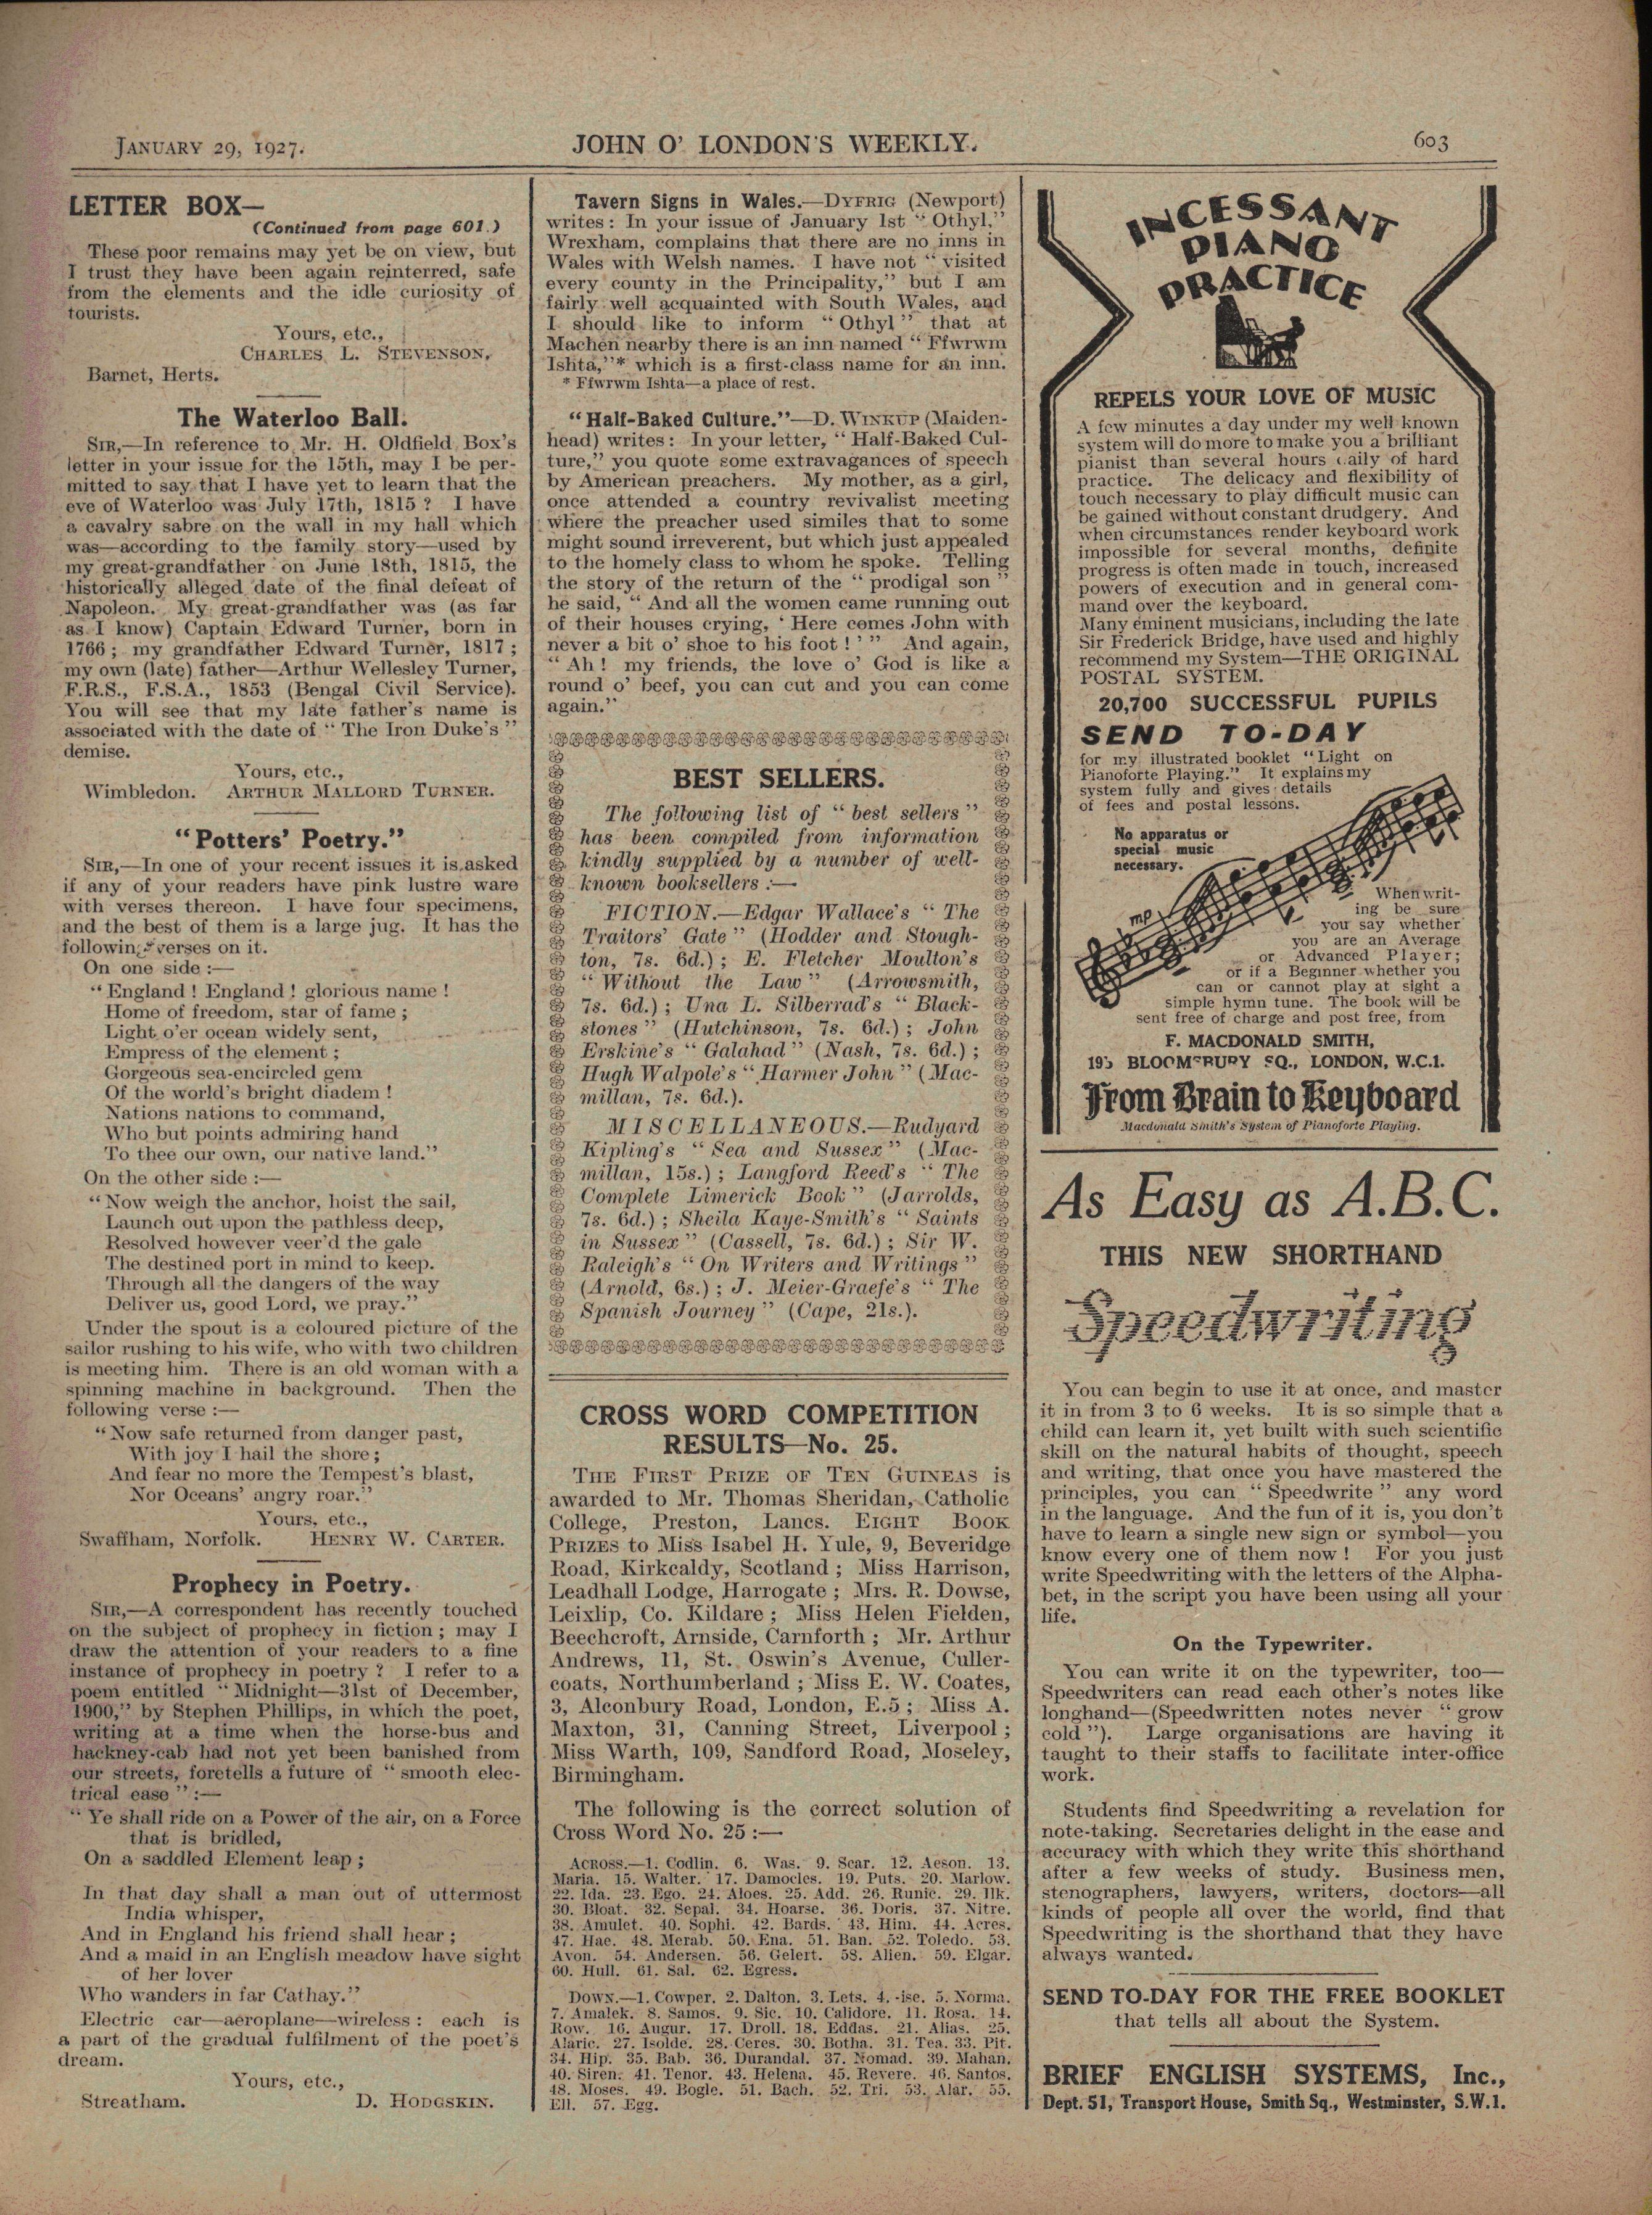 JANUARY 29, 1927.
JOHN O' LONDON'S WEEKLY.
603
LETTER BOX—
(Continued from page 601.)
These poor remains may yet be on view, but
I trust they have been again reinterred, safe
from the elements and the idle curiosity of
tourists.
Yours, etc.,
CHARLES L. STEVENSON,
Barnet, Herts.
The Waterloo Ball.
SIR,—In reference to Mr. H. Oldfield Box's
letter in your issue for the 15th, may I be per-
mitted to say that I have yet to learn that the
eve of Waterloo was July 17th, 1815 ? I have
a cavalry sabre on the wall in my hall which
was—according to the family story—used by
my great-grandfather on June 18th, 1815, the
historically alleged date of the final defeat of
Napoleon. My great-grandfather was (as far
as I know) Captain Edward Turner, born in
1766 ; my grandfather Edward Turner, 1817 ;
my own (late) father—Arthur Wellesley Turner,
F.R.S., F.S.A., 1853 (Bengal Civil Service).
You will see that my late father's name is
associated with the date of " The Iron Duke's "
demise.
Yours, etc.,
Wimbledon. ARTHUR MALLORD TURNER.
"Potters' Poetry."
SIR,—In one of your recent issues it is asked
if any of your readers have pink lustre ware
with verses thereon. I have four specimens,
and the best of them is a large jug. It has the
following verses on it.
On one side :—
" England ! England ! glorious name !
Home of freedom, star of fame ;
Light o'er ocean widely sent,
Empress of the element ;
Gorgeous sea-encircled gem
Of the world's bright diadem !
Nations nations to command,
Who but points admiring hand
To thee our own, our native land."
On the other side :—
" Now weigh the anchor, hoist the sail,
Launch out upon the pathless deep,
Resolved however veer'd the gale
The destined port in mind to keep.
Through all the dangers of the way
Deliver us, good Lord, we pray."
Under the spout is a coloured picture of the
sailor rushing to his wife, who with two children
is meeting him. There is an old woman with a
spinning machine in background. Then the
following verse :—
" Now safe returned from danger past,
With joy I hail the shore ;
And fear no more the Tempest's blast,
Nor Oceans' angry roar."
Yours, etc.,
Swaffham, Norfolk. HENRY W. CARTER.
Prophecy in Poetry.
SIR,—A correspondent has recently touched
on the subject of prophecy in fiction ; may I
draw the attention of your readers to a fine
instance of prophecy in poetry ? I refer to a
poem entitled " Midnight—31st of December,
1900," by Stephen Phillips, in which the poet,
writing at a time when the horse-bus and
hackney-cab had not yet been banished from
our streets, foretells a future of " smooth elec-
trical ease " :—
" Ye shall ride on a Power of the air, on a Force
that is bridled,
On a saddled Element leap ;
In that day shall a man out of uttermost
India whisper,
And in England his friend shall hear ;
And a maid in an English meadow have sight
of her lover
Who wanders in far Cathay."
Electric car—aeroplane—wireless : each is
a part of the gradual fulfilment of the poet's
dream.
Yours, etc.,
Streatham. D. HODGSKIN.
Tavern Signs in Wales.—DYFRIG (Newport)
writes : In your issue of January 1st " Othyl,"
Wrexham, complains that there are no inns in
Wales with Welsh names. I have not " visited
every county in the Principality," but I am
fairly well acquainted with South Wales, and
I should like to inform " Othyl " that at
Machen nearby there is an inn named " Ffwrwm
Ishta,"* which is a first-class name for an inn.
* Ffwrwm Ishta—a place of rest.
"Half-Baked Culture."—D. WINKUP (Maiden-
head) writes : In your letter, " Half-Baked Cul-
ture," you quote some extravagances of speech
by American preachers. My mother, as a girl,
once attended a country revivalist meeting
where the preacher used similes that to some
might sound irreverent, but which just appealed
to the homely class to whom he spoke. Telling
the story of the return of the " prodigal son "
he said, " And all the women came running out
of their houses crying, ' Here comes John with
never a bit o' shoe to his foot ! ' " And again,
" Ah ! my friends, the love o' God is like a
round o' beef, you can cut and you can come
again."
BEST SELLERS.
The following list of " best sellers "
has been compiled from information
kindly supplied by a number of well-
known booksellers :—
FICTION.—Edgar Wallace's " The
Traitors' Gate " (Hodder and Stough-
ton, 7s. 6d.) ; E. Fletcher Moulton's
" Without the Law " (Arrowsmith,
7s. 6d.) ; Una L. Silberrad's " Black-
stones " (Hutchinson, 7s. 6d.) ; John
Erskine's " Galahad " (Nash, 7s. 6d.) ;
Hugh Walpole's " Harmer John " (Mac-
millan, 7s. 6d.).
MISCELLANEOUS.—Rudyard
Kipling's " Sea and Sussex " (Mac-
millan, 15s.) ; Langford Reed's " The
Complete Limerick Book " (Jarrolds,
7s. 6d.) ; Sheila Kaye-Smith's " Saints
in Sussex " (Cassell, 7s. 6d.) ; Sir W.
Raleigh's " On Writers and Writings "
(Arnold, 6s.) ; J. Meier-Graefe's " The
Spanish Journey " (Cape, 21s.).
CROSS WORD COMPETITION
RESULTS—No. 25.
THE FIRST PRIZE OF TEN GUINEAS is
awarded to Mr. Thomas Sheridan, Catholic
College, Preston, Lancs. EIGHT BOOK
PRIZES to Miss Isabel H. Yule, 9, Beveridge
Road, Kirkcaldy, Scotland ; Miss Harrison,
Leadhall Lodge, Harrogate ; Mrs. R. Dowse,
Leixlip, Co. Kildare ; Miss Helen Fielden,
Beechcroft, Arnside, Carnforth ; Mr. Arthur
Andrews, 11, St. Oswin's Avenue, Culler-
coats, Northumberland ; Miss E. W. Coates,
3, Alconbury Road, London, E.5 ; Miss A.
Maxton, 31, Canning Street, Liverpool ;
Miss Warth, 109, Sandford Road, Moseley,
Birmingham.
The following is the correct solution of
Cross Word No. 25 :—
ACROSS.—1. Codlin. 6. Was. 9. Scar. 12. Aeson. 13.
Maria. 15. Walter. 17. Damocles. 19. Puts. 20. Marlow.
22. Ida. 23. Ego. 24. Aloes. 25. Add. 26. Runic. 29. Ilk.
30. Bloat. 32. Sepal. 34. Hoarse. 36. Doris. 37. Nitre.
38. Amulet. 40. Sophi. 42. Bards. 43. Him. 44. Acres.
47. Hac. 48. Merab. 50. Ena. 51. Ban. 52. Toledo. 53.
Avon. 54. Andersen. 56. Gelert. 58. Alien. 59. Elgar.
60. Hull. 61. Sal. 62. Egress.
DOWN.—1. Cowper. 2. Dalton. 3. Lets. 4. -ise. 5. Norma.
7. Amalek. 8. Samos. 9. Sic. 10. Calidore. 11. Rosa. 14.
Row. 16. Augur. 17. Droll. 18. Eddas. 21. Alias. 25.
Alaric. 27. Isolde. 28. Ceres. 30. Botha. 31. Tea. 33. Pit.
34. Hip. 35. Bab. 36. Durandal. 37. Nomad. 39. Mahan.
40. Siren. 41. Tenor. 43. Helena. 45. Revere. 46. Santos.
48. Moses. 49. Bogle. 51. Bach. 52. Tri. 53. Alar. 55.
Ell. 57. Egg.
INCESSANT
PIANO
PRACTICE
REPELS YOUR LOVE OF MUSIC
A few minutes a day under my well known
system will do more to make you a brilliant
pianist than several hours daily of hard
practice. The delicacy and flexibility of
touch necessary to play difficult music can
be gained without constant drudgery. And
when circumstances render keyboard work
impossible for several months, definite
progress is often made in touch, increased
powers of execution and in general com-
mand over the keyboard.
Many eminent musicians, including the late
Sir Frederick Bridge, have used and highly
recommend my System—THE ORIGINAL
POSTAL SYSTEM.
20,700 SUCCESSFUL PUPILS
SEND TO-DAY
for my illustrated booklet "Light on
Pianoforte Playing." It explains my
system fully and gives details
of fees and postal lessons.
No apparatus or
special music
necessary.
mp
When writ-
ing be sure
you say whether
you are an Average
or Advanced Player;
or if a Beginner whether you
can or cannot play at sight a
simple hymn tune. The book will be
sent free of charge and post free, from
F. MACDONALD SMITH,
19, BLOOMSBURY SQ., LONDON, W.C.1.
From Brain to Keyboard
Macdonald Smith's System of Pianoforte Playing.
As Easy as A.B.C.
THIS NEW SHORTHAND
Speedwriting
You can begin to use it at once, and master
it in from 3 to 6 weeks. It is so simple that a
child can learn it, yet built with such scientific
skill on the natural habits of thought, speech
and writing, that once you have mastered the
principles, you can " Speedwrite " any word
in the language. And the fun of it is, you don't
have to learn a single new sign or symbol—you
know every one of them now ! For you just
write Speedwriting with the letters of the Alpha-
bet, in the script you have been using all your
life.
On the Typewriter.
You can write it on the typewriter, too—
Speedwriters can read each other's notes like
longhand—(Speedwritten notes never " grow
cold "). Large organisations are having it
taught to their staffs to facilitate inter-office
work.
Students find Speedwriting a revelation for
note-taking. Secretaries delight in the ease and
accuracy with which they write this shorthand
after a few weeks of study. Business men,
stenographers, lawyers, writers, doctors—all
kinds of people all over the world, find that
Speedwriting is the shorthand that they have
always wanted.
SEND TO-DAY FOR THE FREE BOOKLET
that tells all about the System.
BRIEF ENGLISH SYSTEMS, Inc.,
Dept. 51, Transport House, Smith Sq., Westminster, S.W.1.